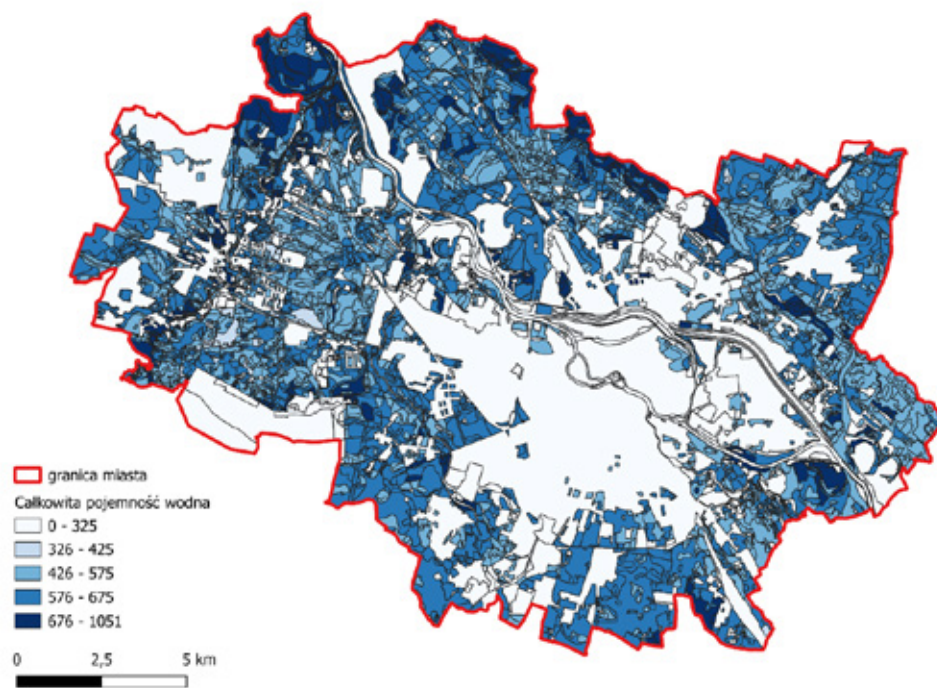 granica miasta
Całkowita pojemność wodna
0 - 325
326 - 425
426 - 575
576 - 675
676 - 1051
0 2,5 5 km